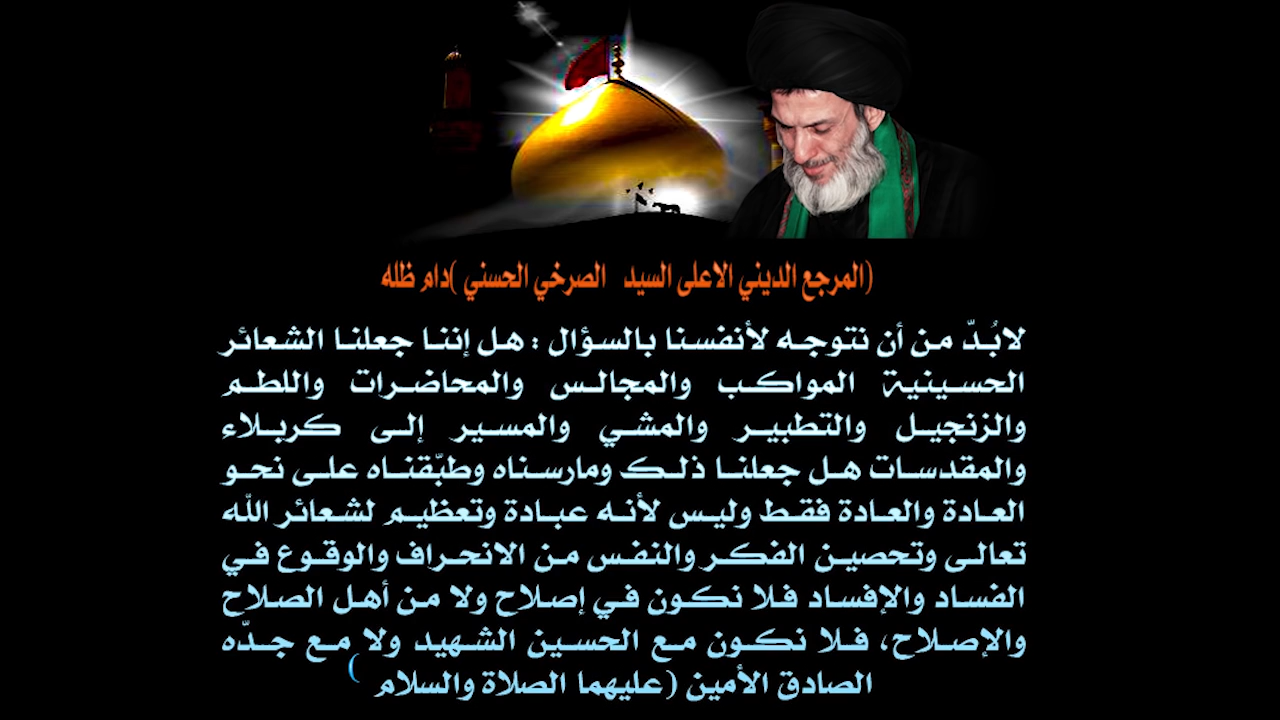 (المرجع الديني الاعلى السيد الصرخي الحسني )دام ظله
لابُدّ من أن نتوجه لأنفسنا بالسؤال : هل إننا جعلنا الشعائر
الحسينية المواكب والمجالس والمحاضرات واللطم
والزنجيل والتطبير والمشي والمسير إلى كربلاء
والمقدسات هل جعلنا ذلك ومارسناه وطبّقناه على نحو
العادة والعادة فقط وليس لأنه عبادة وتعظيم لشعائر الله
تعالى وتحصين الفكر والنفس من الانحراف والوقوع في
الفساد والإفساد فلا نكون في إصلاح ولا من أهل الصلاح
والإصلاح، فلا نكون مع الحسين الشهيد ولا مع جدّه
الصادق الأمين (عليهما الصلاة والسلام )